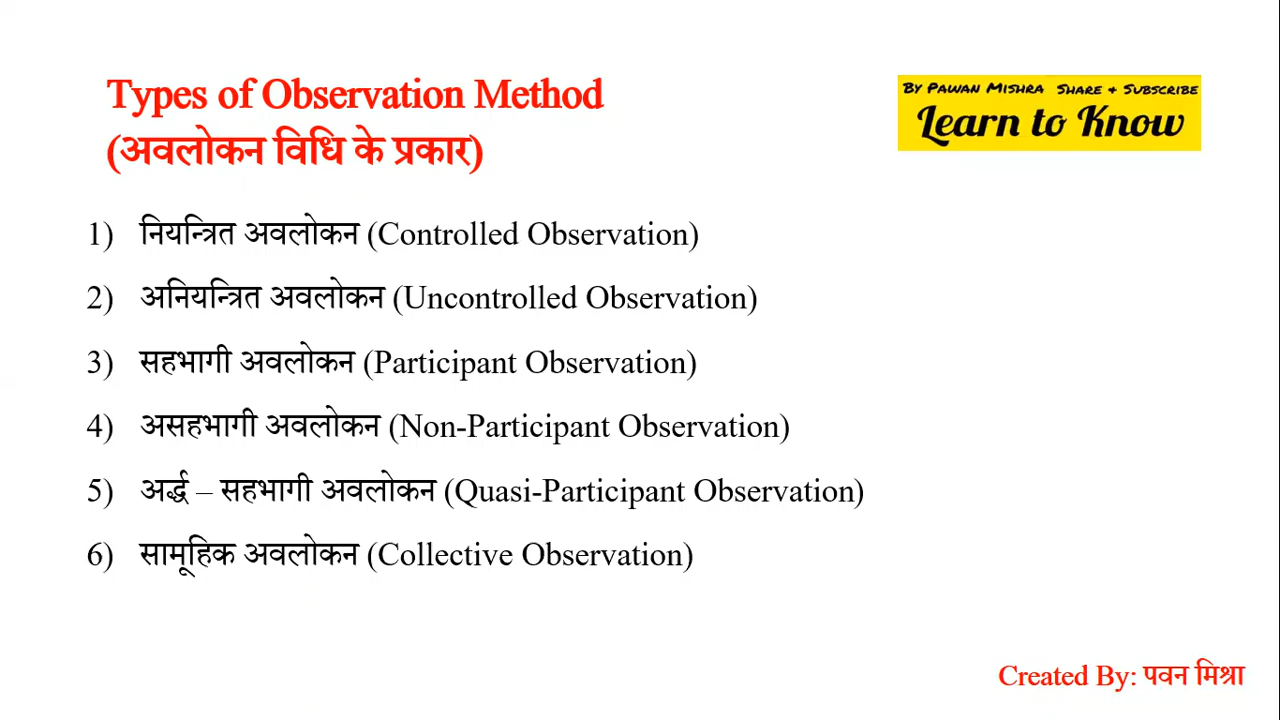 Types of Observation Method
(अवलोकन विधि के प्रकार)
By Pawan Mishra Share & Subscribe
Learn to Know
1) नियन्त्रित अवलोकन (Controlled Observation)
2) अनियन्त्रित अवलोकन (Uncontrolled Observation)
3) सहभागी अवलोकन (Participant Observation)
4) असहभागी अवलोकन (Non-Participant Observation)
5) अर्द्ध – सहभागी अवलोकन (Quasi-Participant Observation)
6) सामूहिक अवलोकन (Collective Observation)
Created By: पवन मिश्रा